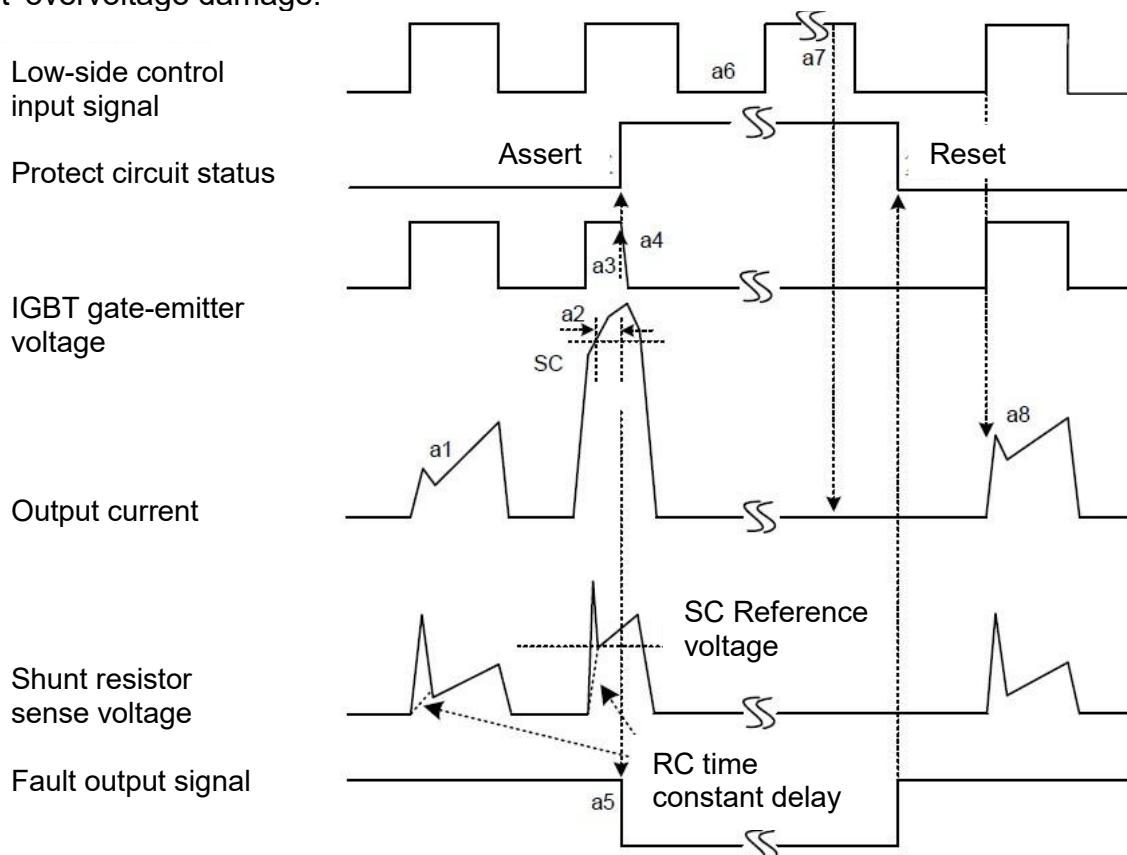 overvoltage damage.
Low-side control
input signal
a6
a7
Protect circuit status
Assert
Reset
a3
a4
IGBT gate-emitter
voltage
a2
SC
a1
a8
Output current
SC Reference
voltage
Shunt resistor
sense voltage
RC time
constant delay
Fault output signal
a5